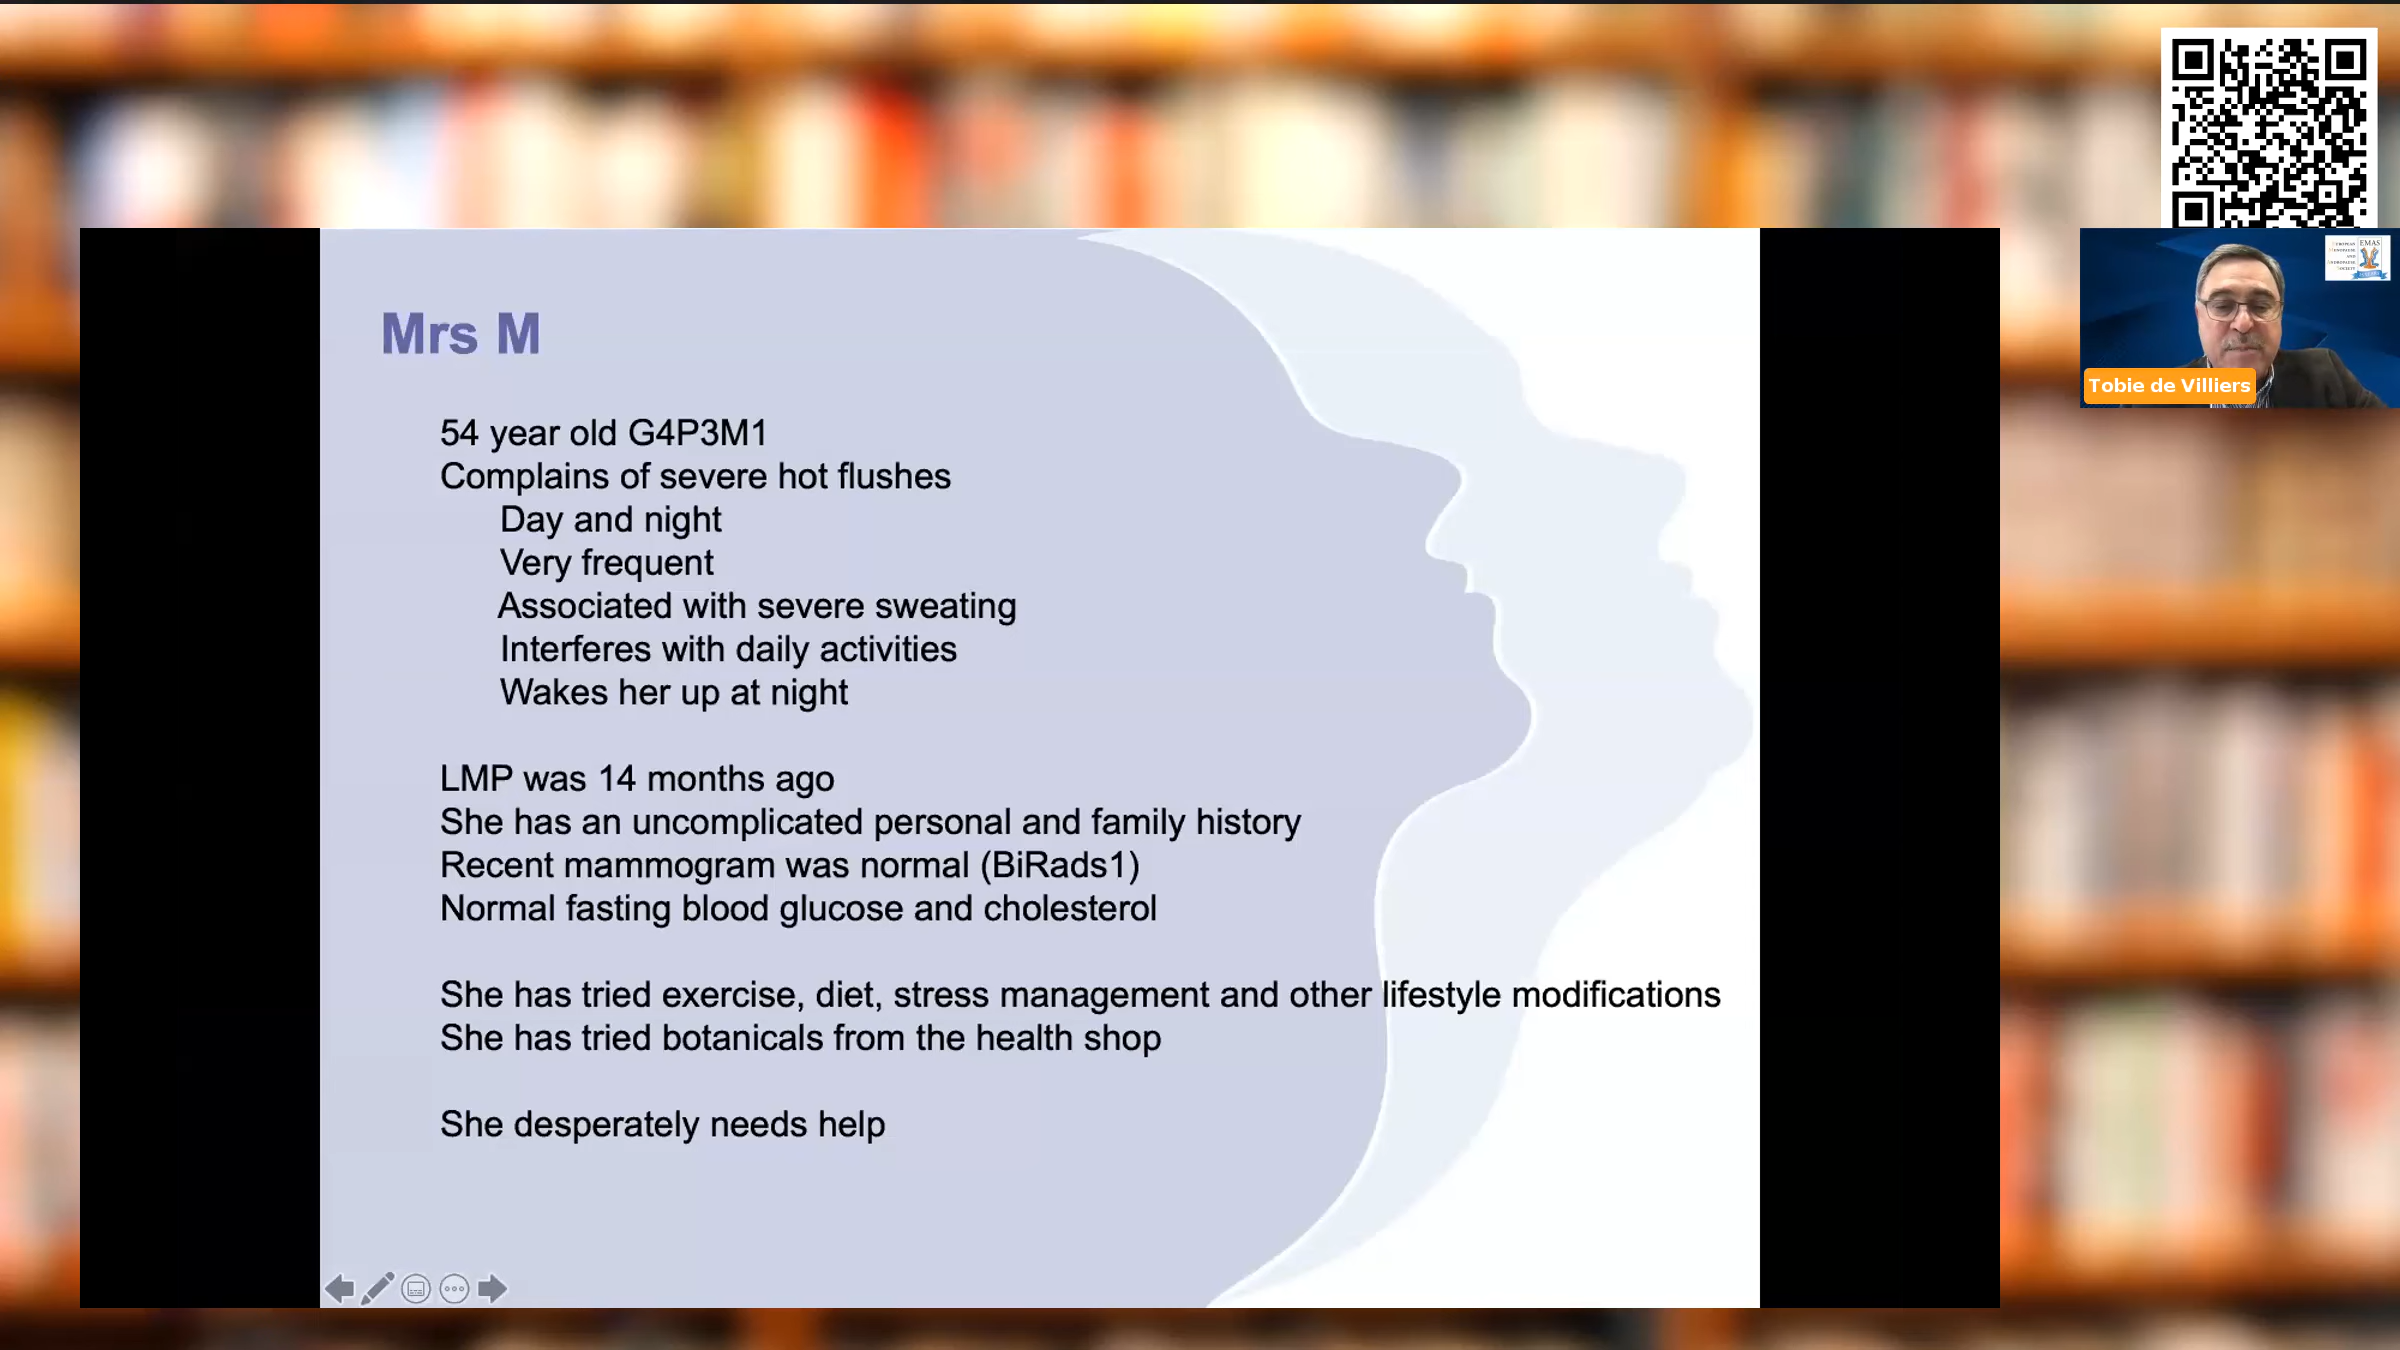 Mrs M
54 year old G4P3M1
Complains of severe hot flushes
Day and night
Very frequent
Associated with severe sweating
Interferes with daily activities
Wakes her up at night
LMP was 14 months ago
She has an uncomplicated personal and family history
Recent mammogram was normal (BiRads1)
Normal fasting blood glucose and cholesterol
She has tried exercise, diet, stress management and other lifestyle modifications
She has tried botanicals from the health shop
She desperately needs help
EMAS
Tobie de Villiers